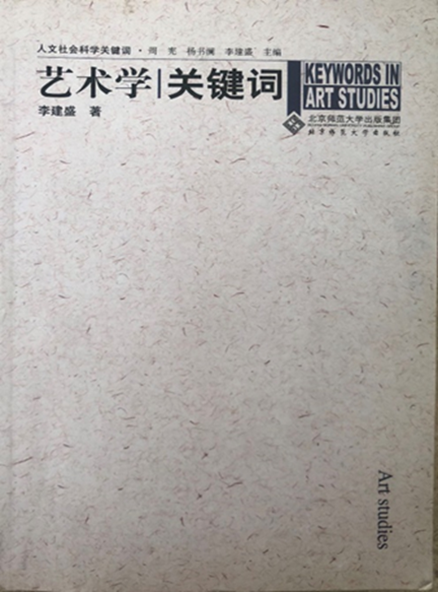 人文社会科学关键词·周 宪 杨书澜 李建盛 主编
艺术学|关键词
KEYWORDS IN
ART STUDIES
李建盛 著
北京师范大学出版集团
北京师范大学出版社
Art studies